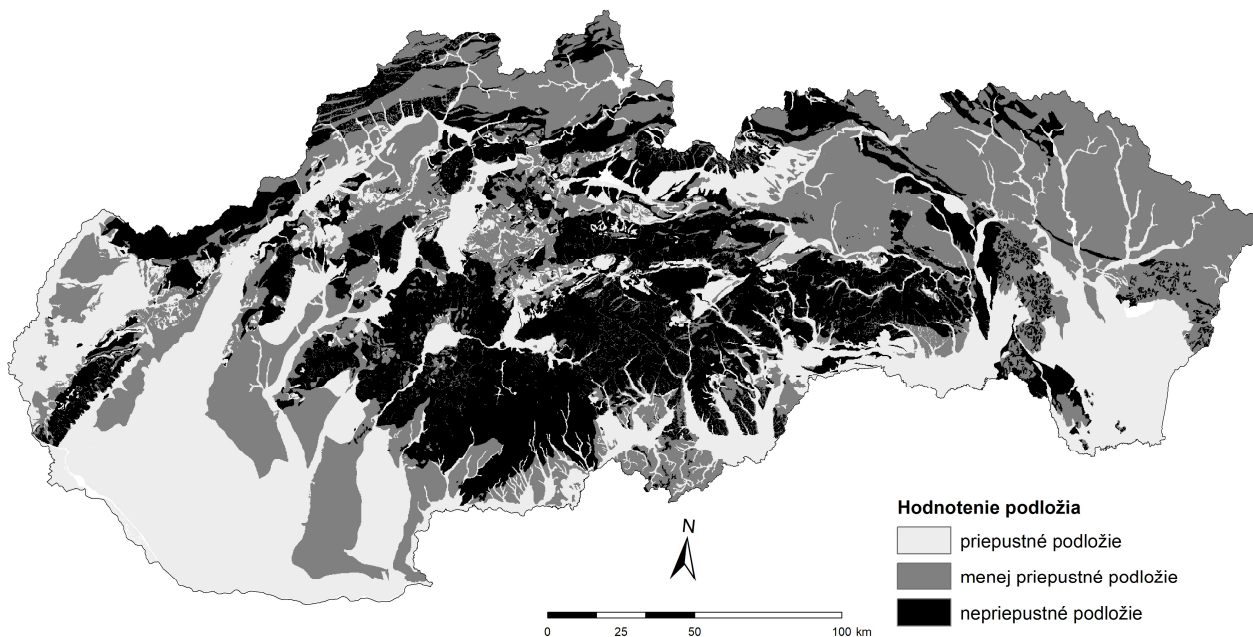 Hodnotenie podložia
priepustné podložie
menej priepustné podložie
nepriepustné podložie
N
0 25 50 100 km